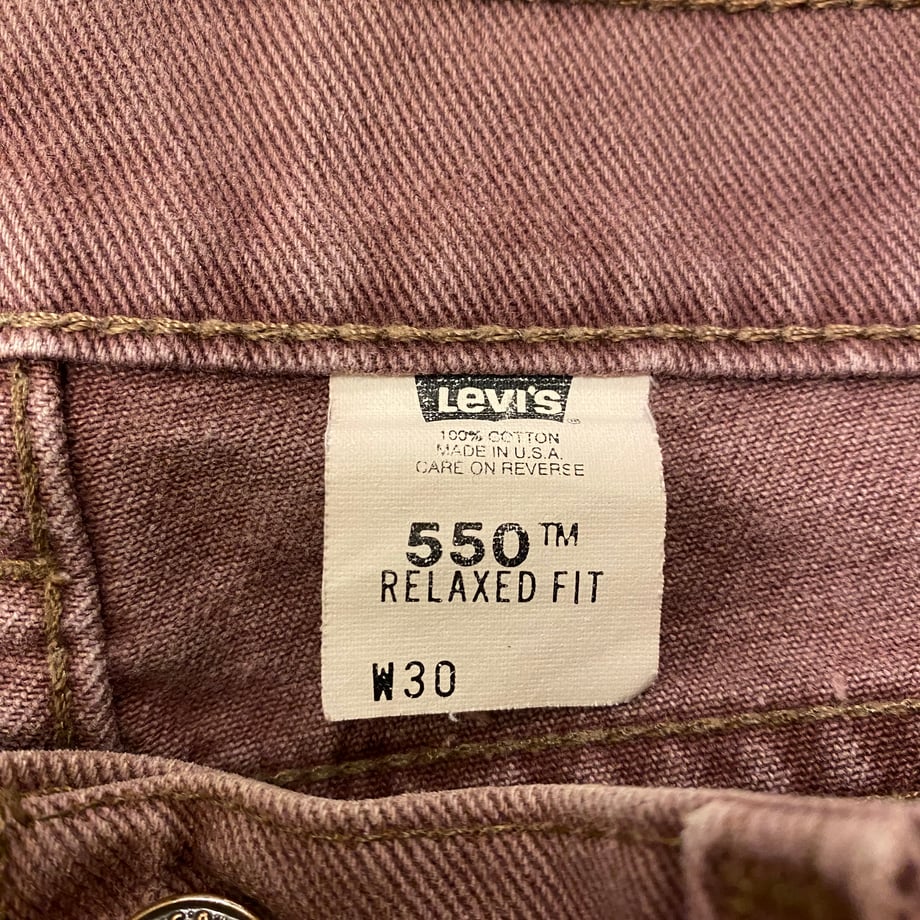 LEVI'S
100% COTTON
MADE IN U.S.A.
CARE ON REVERSE
550™
RELAXED FIT
W30